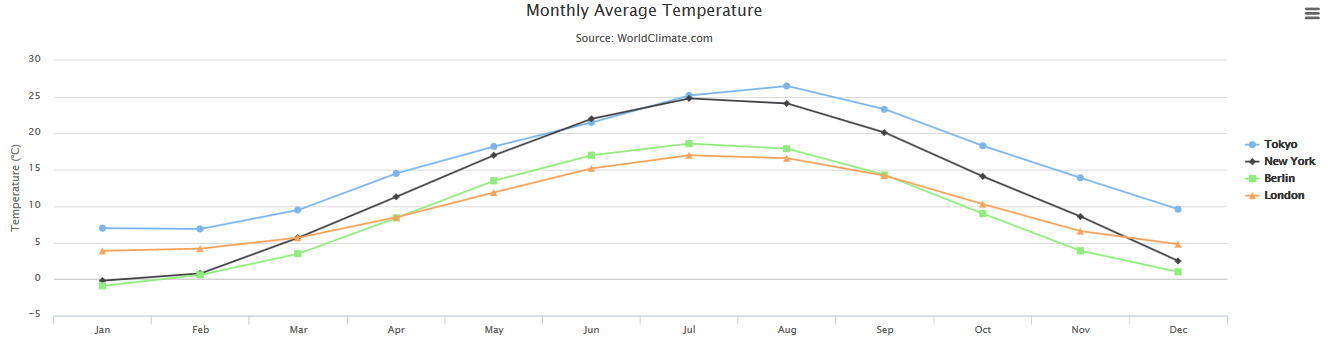 Monthly Average Temperature
Source: WorldClimate.com
Temperature (°C)
30
25
20
15
10
5
0
−5
Jan Feb Mar Apr May Jun Jul Aug Sep Oct Nov Dec
Tokyo
New York
Berlin
London